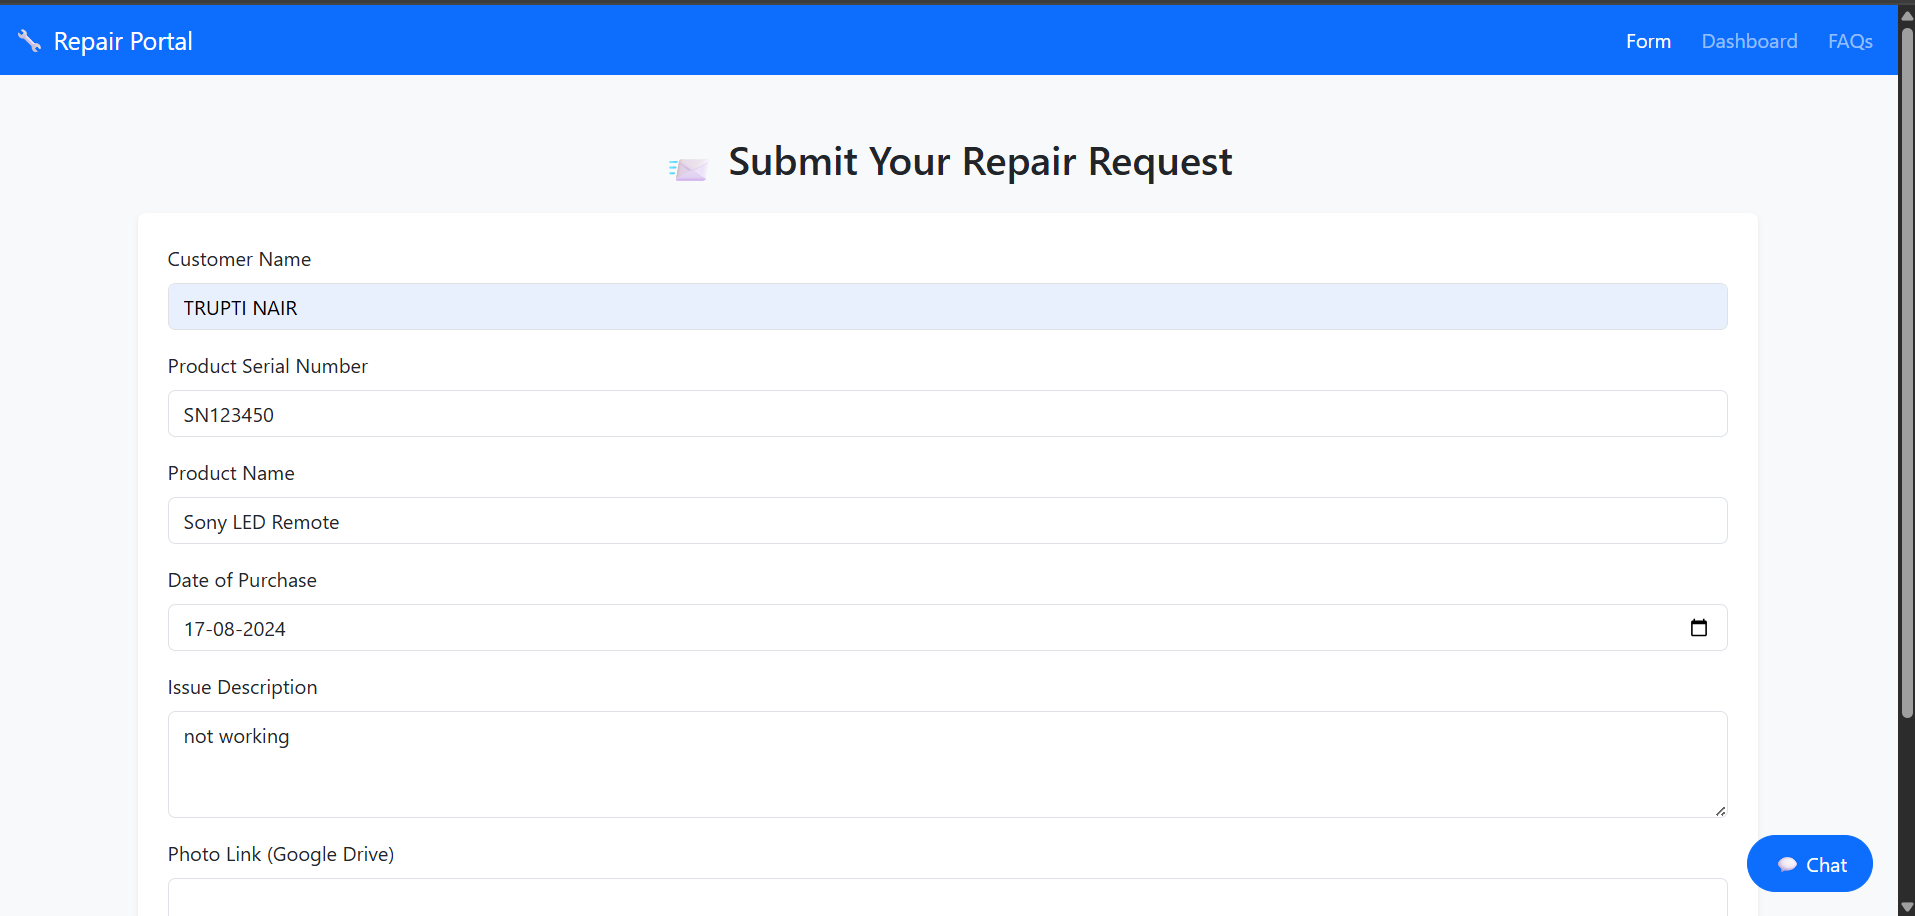 Repair Portal
Form Dashboard FAQs
Submit Your Repair Request
Customer Name
TRUPTI NAIR
Product Serial Number
SN123450
Product Name
Sony LED Remote
Date of Purchase
17-08-2024
Issue Description
not working
Photo Link (Google Drive)
Chat